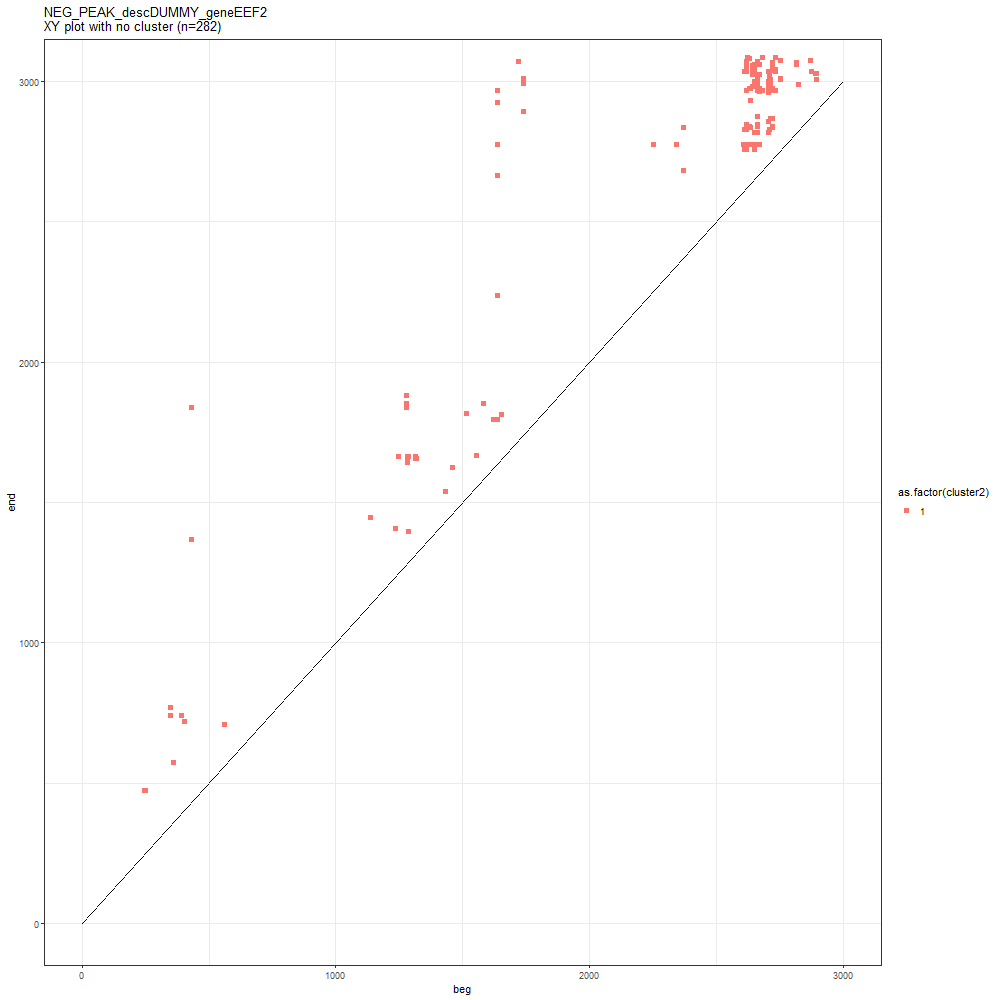 NEG_PEAK_descDUMMY_geneEEF2
XY plot with no cluster (n=282)
3000
2000
1000
0
end
0
1000
2000
3000
beg
as.factor(cluster2)
1